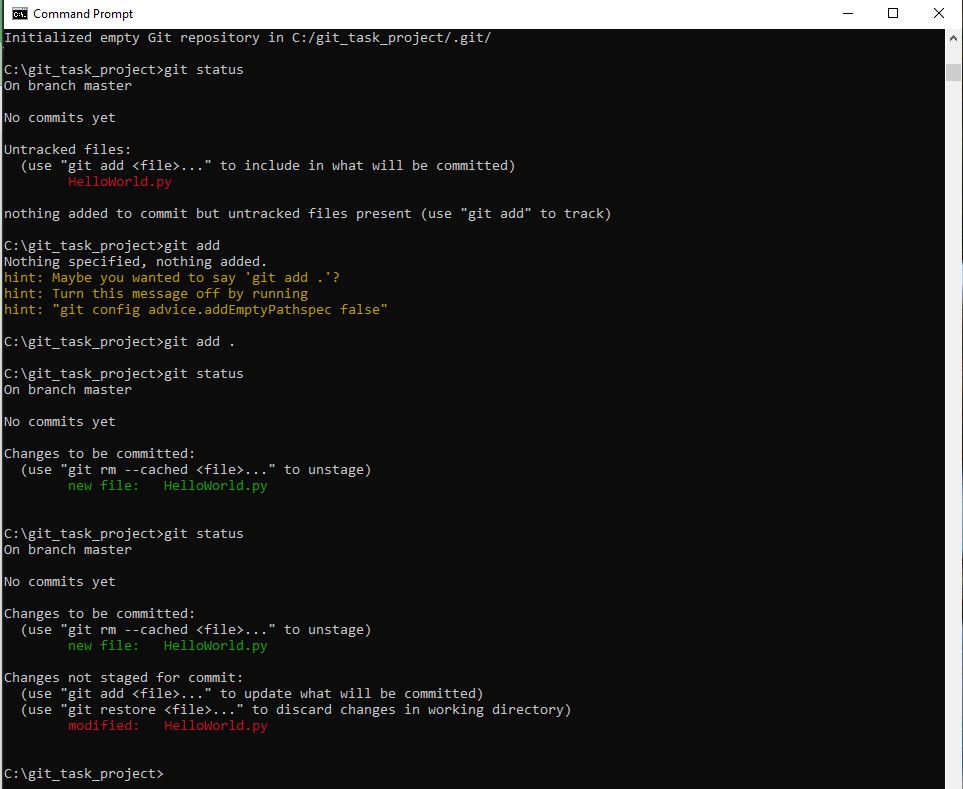 Command Prompt
Initialized empty Git repository in C:/git_task_project/.git/
C:\git_task_project>git status
On branch master
No commits yet
Untracked files:
  (use "git add <file>..." to include in what will be committed)
        HelloWorld.py
nothing added to commit but untracked files present (use "git add" to track)
C:\git_task_project>git add
Nothing specified, nothing added.
hint: Maybe you wanted to say 'git add .'?
hint: Turn this message off by running
hint: "git config advice.addEmptyPathspec false"
C:\git_task_project>git add .
C:\git_task_project>git status
On branch master
No commits yet
Changes to be committed:
  (use "git rm --cached <file>..." to unstage)
        new file:   HelloWorld.py
C:\git_task_project>git status
On branch master
No commits yet
Changes to be committed:
  (use "git rm --cached <file>..." to unstage)
        new file:   HelloWorld.py
Changes not staged for commit:
  (use "git add <file>..." to update what will be committed)
  (use "git restore <file>..." to discard changes in working directory)
        modified:   HelloWorld.py
C:\git_task_project>